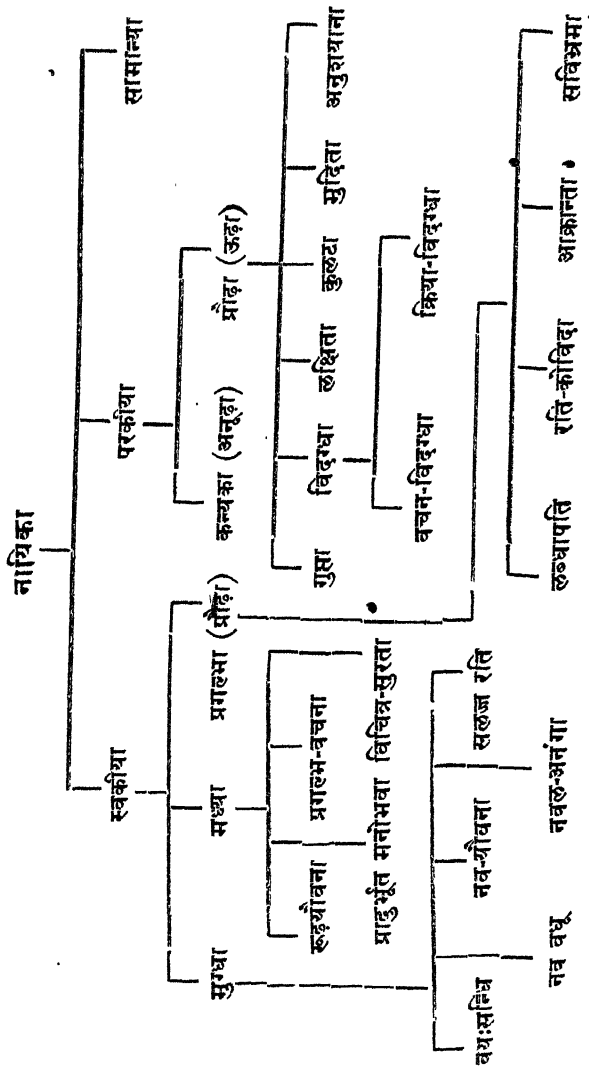 नायिका
स्वकीया परकीया सामान्या
मुग्धा मध्या प्रगल्भा (प्रौढ़ा) कन्यका (अनूढ़ा) प्रौढ़ा (ऊढ़ा)
रूढ़यौवना प्रगल्भ-वचना गुप्ता विदग्धा लक्षिता कुलटा मुदिता अनुशयाना
प्रादुर्भूत मनोभवा विचित्र-सुरता वचन-विदग्धा क्रिया-विदग्धा
वयःसन्धि नव-यौवना सलज्ज रति
नव वधू नवल-अनंगा लब्धापति रति-कोविदा आक्रान्ता सविभ्रमा